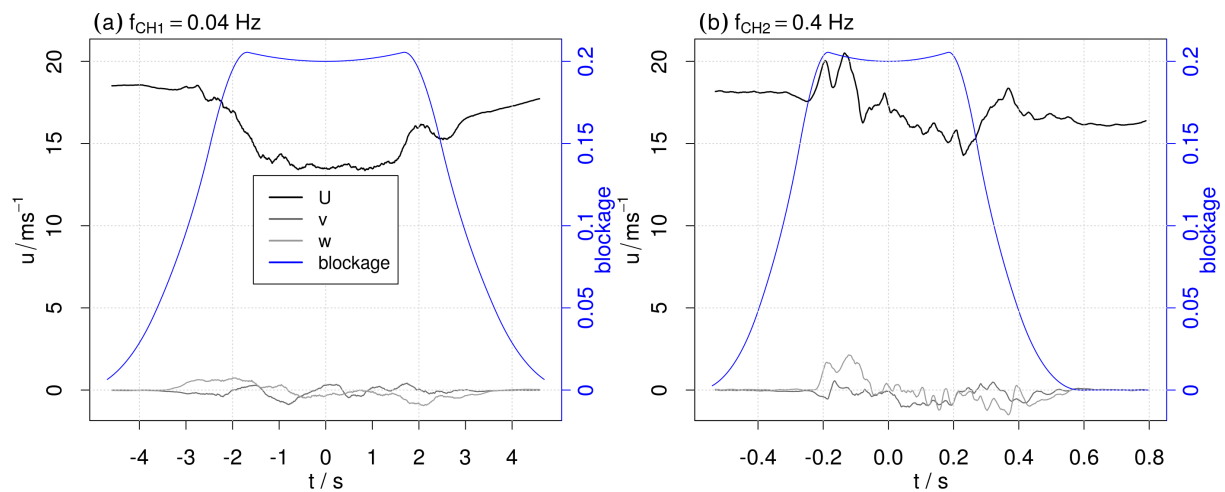 (a) f_CH1 = 0.04 Hz
(b) f_CH2 = 0.4 Hz
u / ms⁻¹
0 5 10 15 20
-4 -3 -2 -1 0 1 2 3 4
t / s
0 0.05 0.1 0.15 0.2
blockage
U
v
w
blockage
u / ms⁻¹
0 5 10 15 20
-0.4 -0.2 0.0 0.2 0.4 0.6 0.8
t / s
0 0.05 0.1 0.15 0.2
blockage